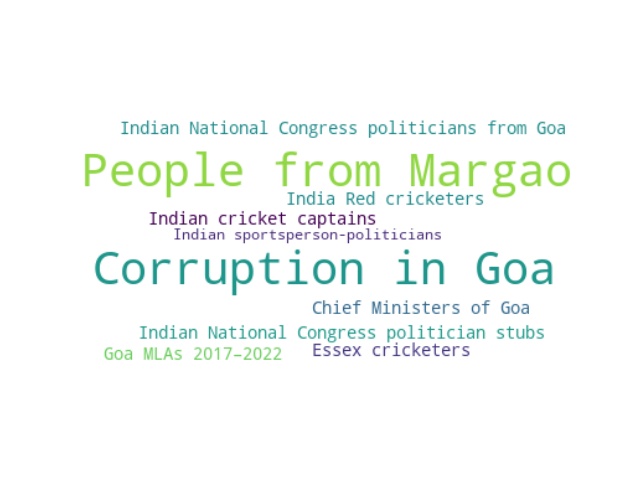 Indian National Congress politicians from Goa
People from Margao
India Red cricketers
Indian cricket captains
Indian sportsperson-politicians
Corruption in Goa
Chief Ministers of Goa
Indian National Congress politician stubs
Essex cricketers
Goa MLAs 2017–2022